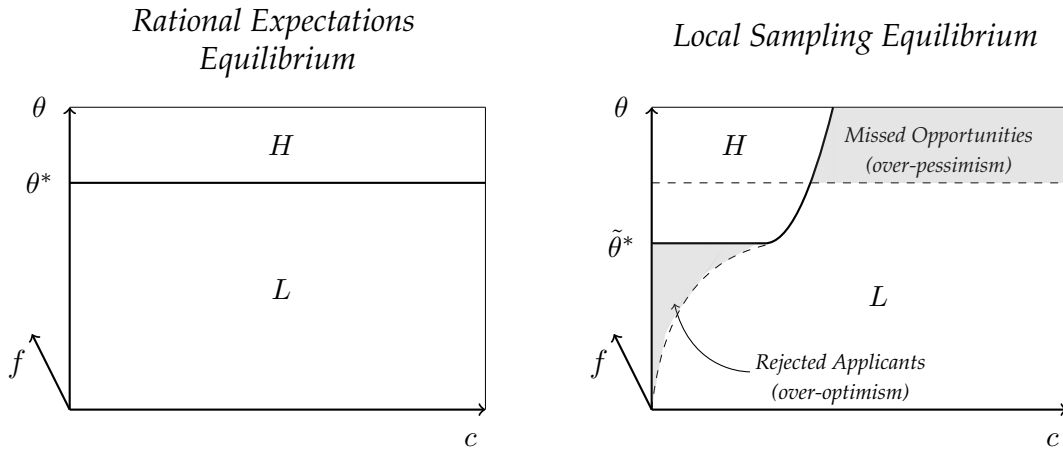 Rational Expectations
Equilibrium
θ
H
θ*
L
f
c
Local Sampling Equilibrium
θ
H
Missed Opportunities
(over-pessimism)
θ̃*
L
f
Rejected Applicants
(over-optimism)
c